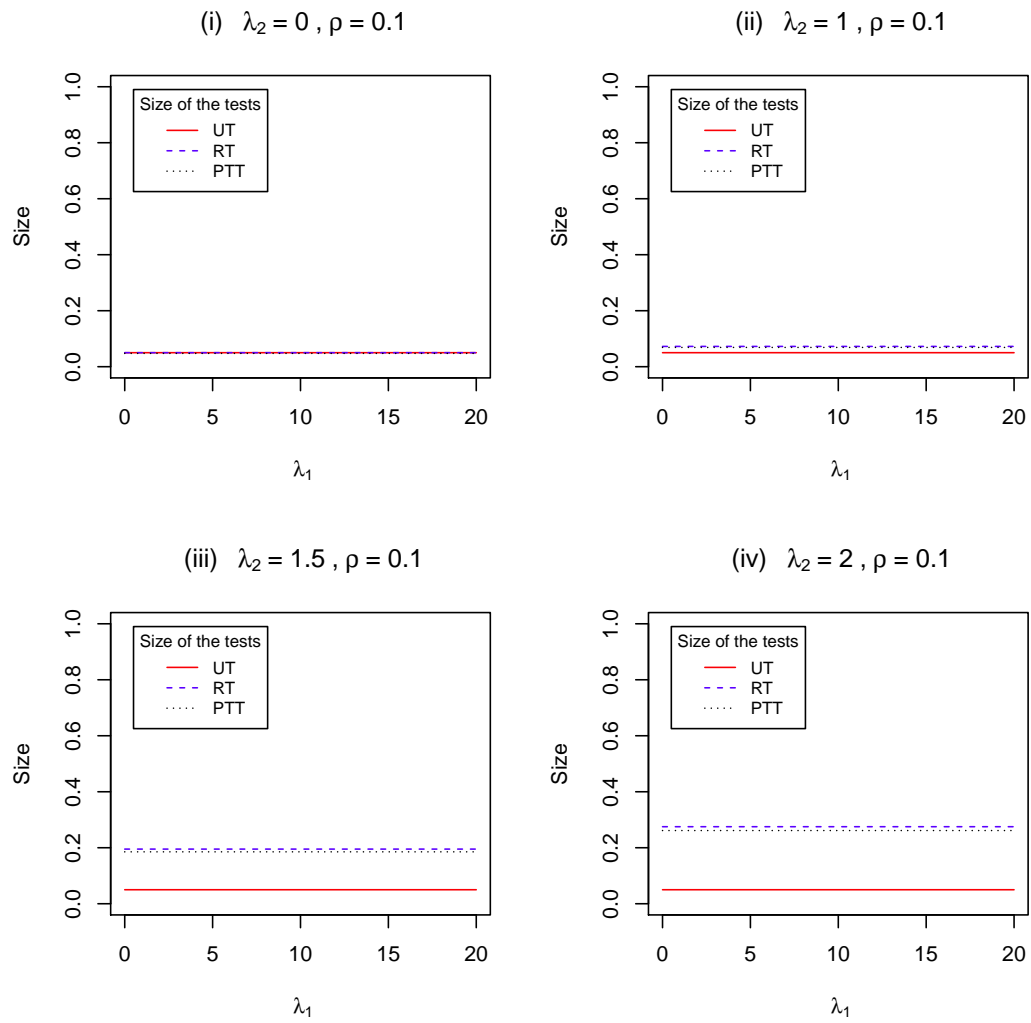 (i) λ₂ = 0 , ρ = 0.1
Size of the tests
UT
RT
PTT
Size
0.0 0.2 0.4 0.6 0.8 1.0
0 5 10 15 20
λ₁
(ii) λ₂ = 1 , ρ = 0.1
Size of the tests
UT
RT
PTT
Size
0.0 0.2 0.4 0.6 0.8 1.0
0 5 10 15 20
λ₁
(iii) λ₂ = 1.5 , ρ = 0.1
Size of the tests
UT
RT
PTT
Size
0.0 0.2 0.4 0.6 0.8 1.0
0 5 10 15 20
λ₁
(iv) λ₂ = 2 , ρ = 0.1
Size of the tests
UT
RT
PTT
Size
0.0 0.2 0.4 0.6 0.8 1.0
0 5 10 15 20
λ₁